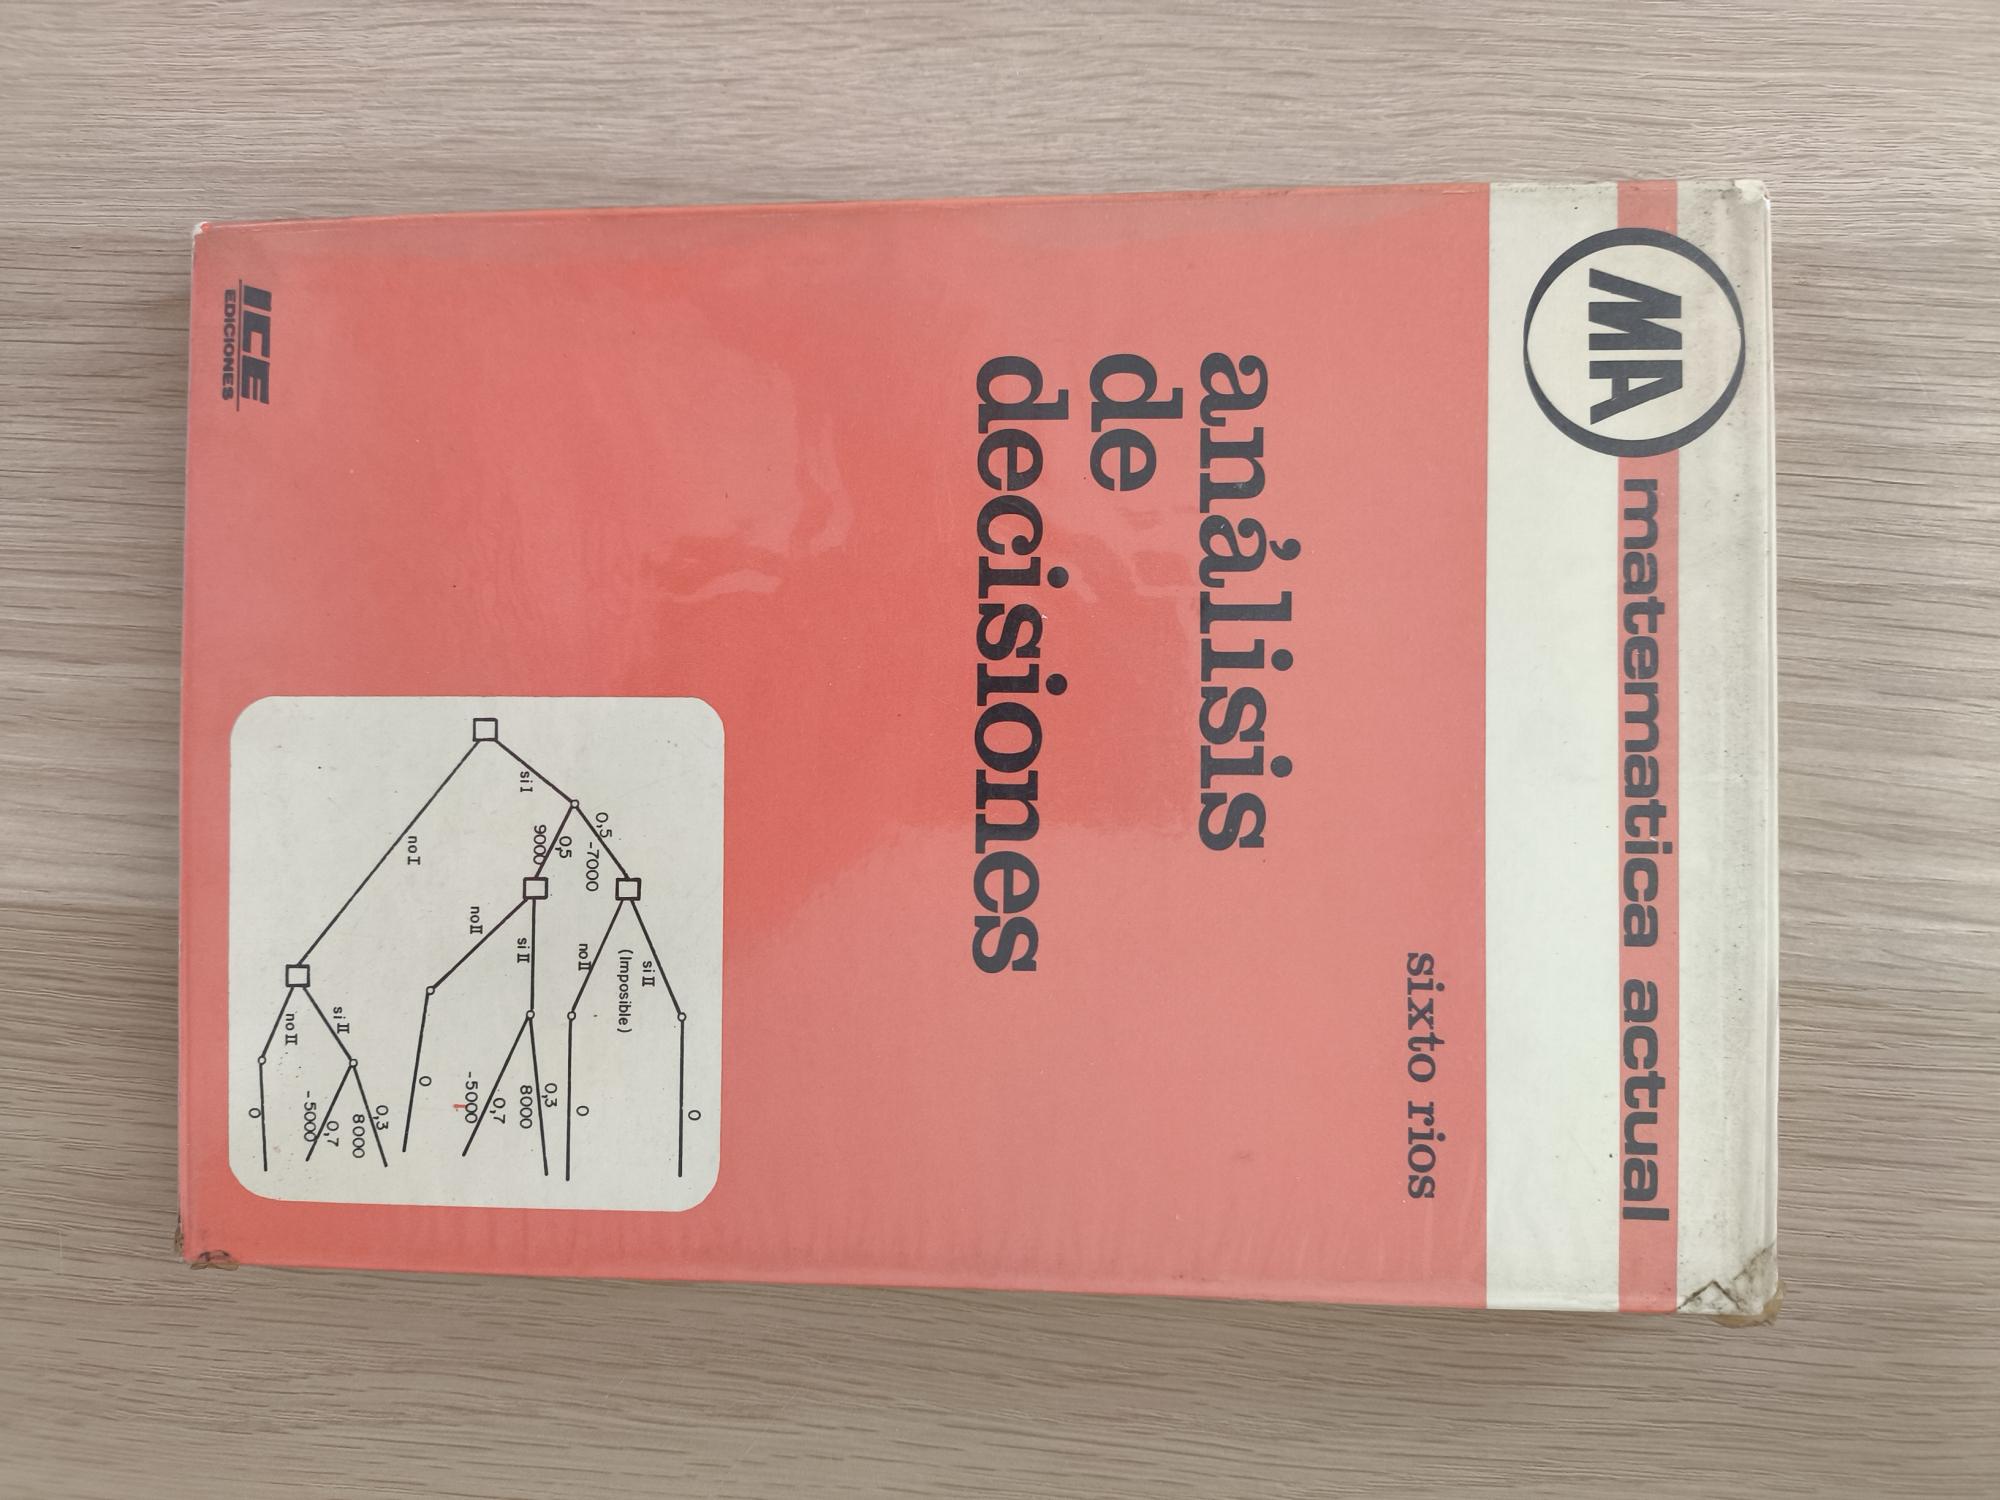 MA
matematica actual
sixto rios
análisis
de
decisiones
0
si II
(Imposible)
0,5
-7000
no II
0
si I
0,5
9000
0,3
8000
si II
0,7
-5000
no II
0
no I
0,3
8000
si II
0,7
-5000
no II
0
ICE
EDICIONES